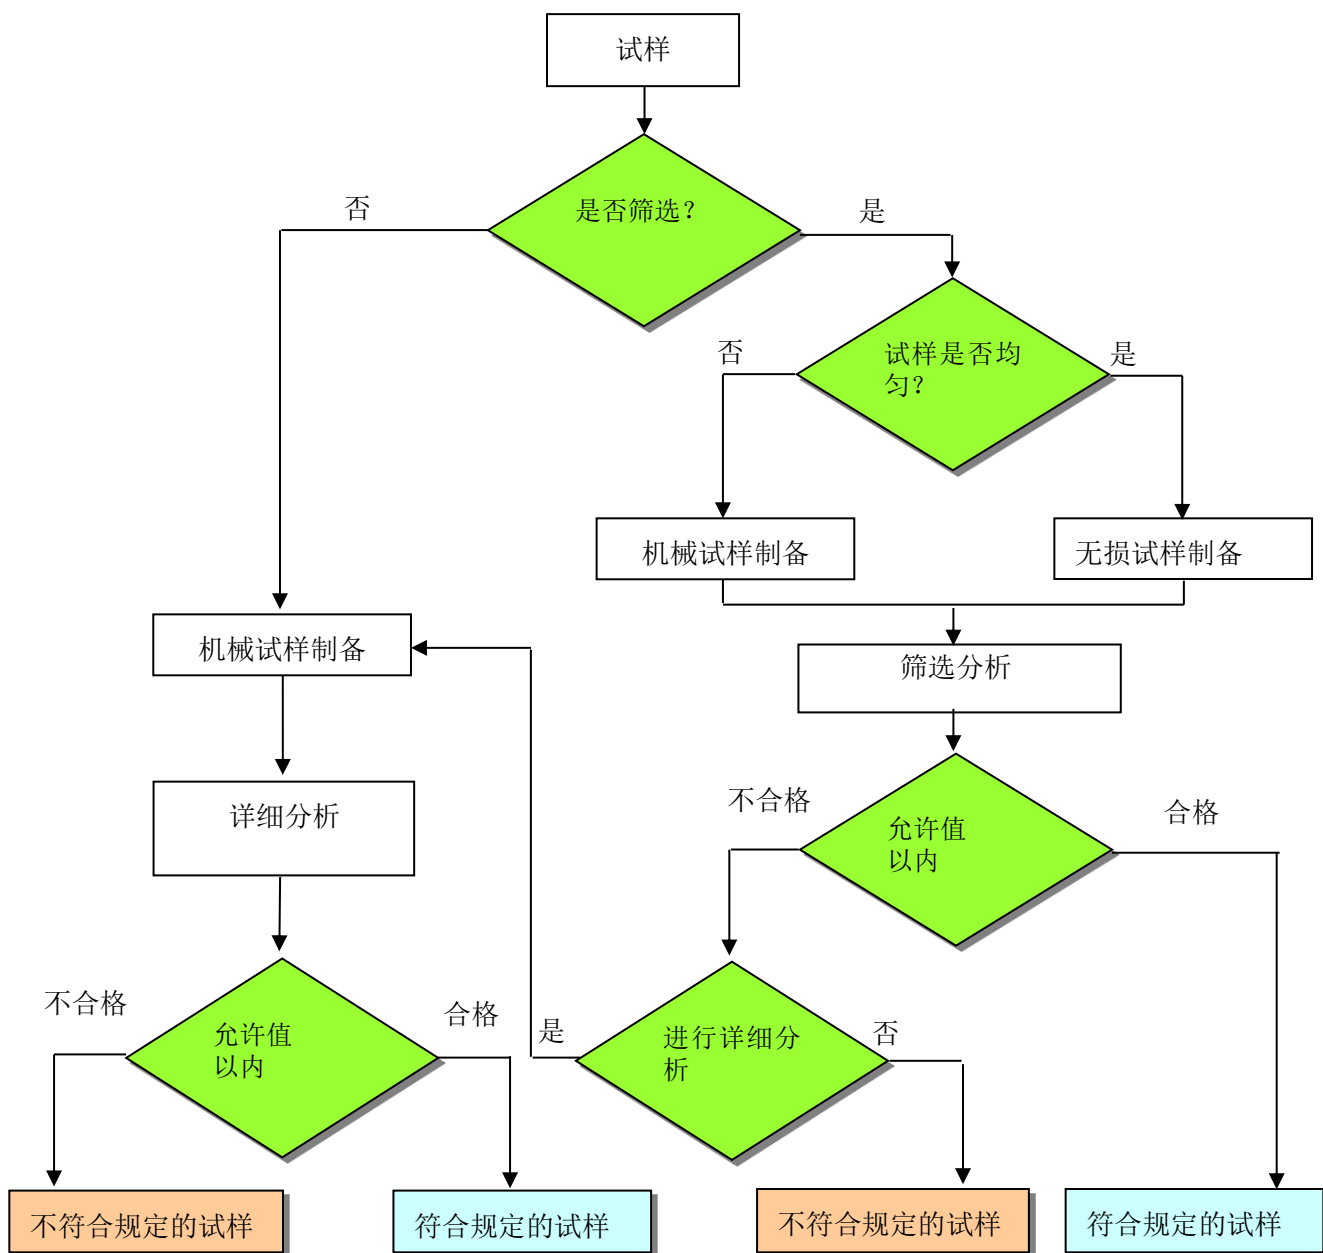 试样
是否筛选？
否
是
试样是否均
匀？
否
是
机械试样制备
无损试样制备
机械试样制备
筛选分析
详细分析
不合格
允许值
以内
合格
不合格
允许值
以内
合格
是
进行详细分
析
否
不符合规定的试样
符合规定的试样
不符合规定的试样
符合规定的试样